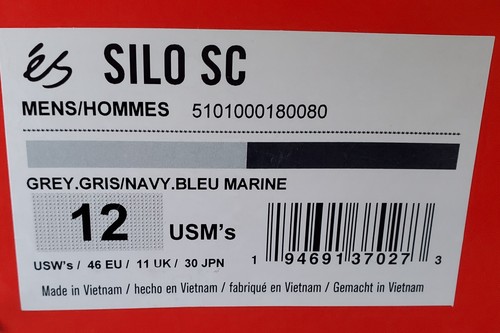 éS SILO SC
MENS/HOMMES 5101000180080
GREY.GRIS/NAVY.BLEU MARINE
12 USM's
USW's / 46 EU / 11 UK / 30 JPN
1 94691 37027 3
Made in Vietnam / hecho en Vietnam / fabriqué en Vietnam / Gemacht in Vietnam